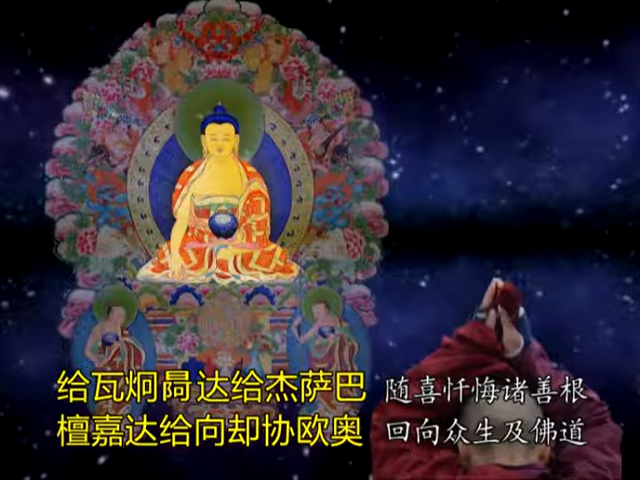 给瓦炯咼达给杰萨巴 随喜忏悔诸善根
檀嘉达给向却协欧奥 回向众生及佛道